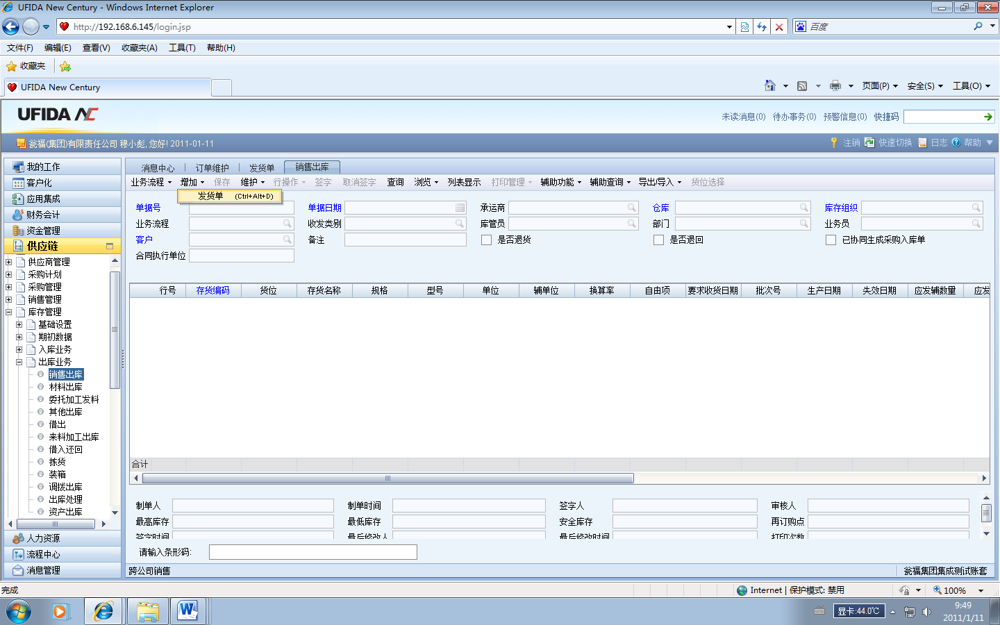 UFIDA New Century - Windows Internet Explorer
http://192.168.6.145/login.jsp
百度
文件(F) 编辑(E) 查看(V) 收藏夹(A) 工具(T) 帮助(H)
收藏夹
UFIDA New Century
页面(P) 安全(S) 工具(O)
UFIDA NC
未读消息(0) 待办事务(0) 预警信息(0) 快捷码
瓮福(集团)有限责任公司 穆小彪, 您好! 2011-01-11
注销 快速切换 日志 帮助
我的工作
客户化
应用集成
财务会计
资金管理
供应链
供应商管理
采购计划
采购管理
销售管理
库存管理
基础设置
期初数据
入库业务
出库业务
销售出库
材料出库
委托加工发料
其他出库
借出
来料加工出库
借入还回
拣货
装箱
调拨出库
出库处理
资产出库
人力资源
流程中心
消息管理
消息中心 订单维护 发货单 销售出库
业务流程 增加 保存 维护 行操作 签字 取消签字 查询 浏览 列表显示 打印管理 辅助功能 辅助查询 导出/导入 货位选择
发货单 (Ctrl+Alt+D)
单据号 单据日期 承运商 仓库 库存组织
业务流程 收发类别 库管员 部门 业务员
客户 备注 是否退货 是否退回 已协同生成采购入库单
合同执行单位
行号 存货编码 货位 存货名称 规格 型号 单位 辅单位 换算率 自由项 要求收货日期 批次号 生产日期 失效日期 应发辅数量 应发
合计
制单人 制单时间 签字人 审核人
最高库存 最低库存 安全库存 再订购点
签字时间 最后修改人 最后修改时间 打印次数
请输入条形码:
跨公司销售 瓮福集团集成测试账套
完成 Internet | 保护模式: 禁用 100%
显卡:44.0℃
9:49
2011/1/11